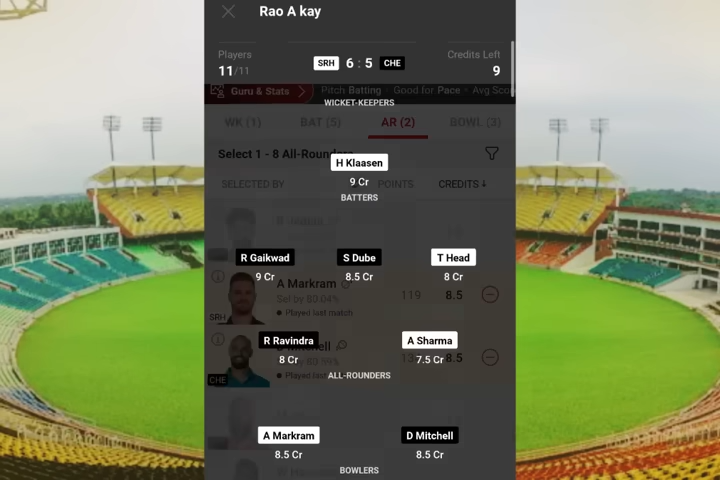 Rao A kay
Players
Credits Left
11/11
SRH 6 : 5 CHE
9
Guru & Stats
Pitch Batting • Good for Pace • Avg Sco
WICKET-KEEPERS
WK (1) BAT (5) AR (2) BOWL (3)
Select 1 - 8 All-Rounders
H Klaasen
SELECTED BY POINTS CREDITS↓
9 Cr
BATTERS
R Gaikwad S Dube T Head
9 Cr 8.5 Cr 8 Cr
A Markram
Sel by 80.04%
119 8.5
Played last match
SRH
R Ravindra A Sharma
8 Cr 7.5 Cr
8.5
CHE
ALL-ROUNDERS
A Markram D Mitchell
8.5 Cr 8.5 Cr
BOWLERS